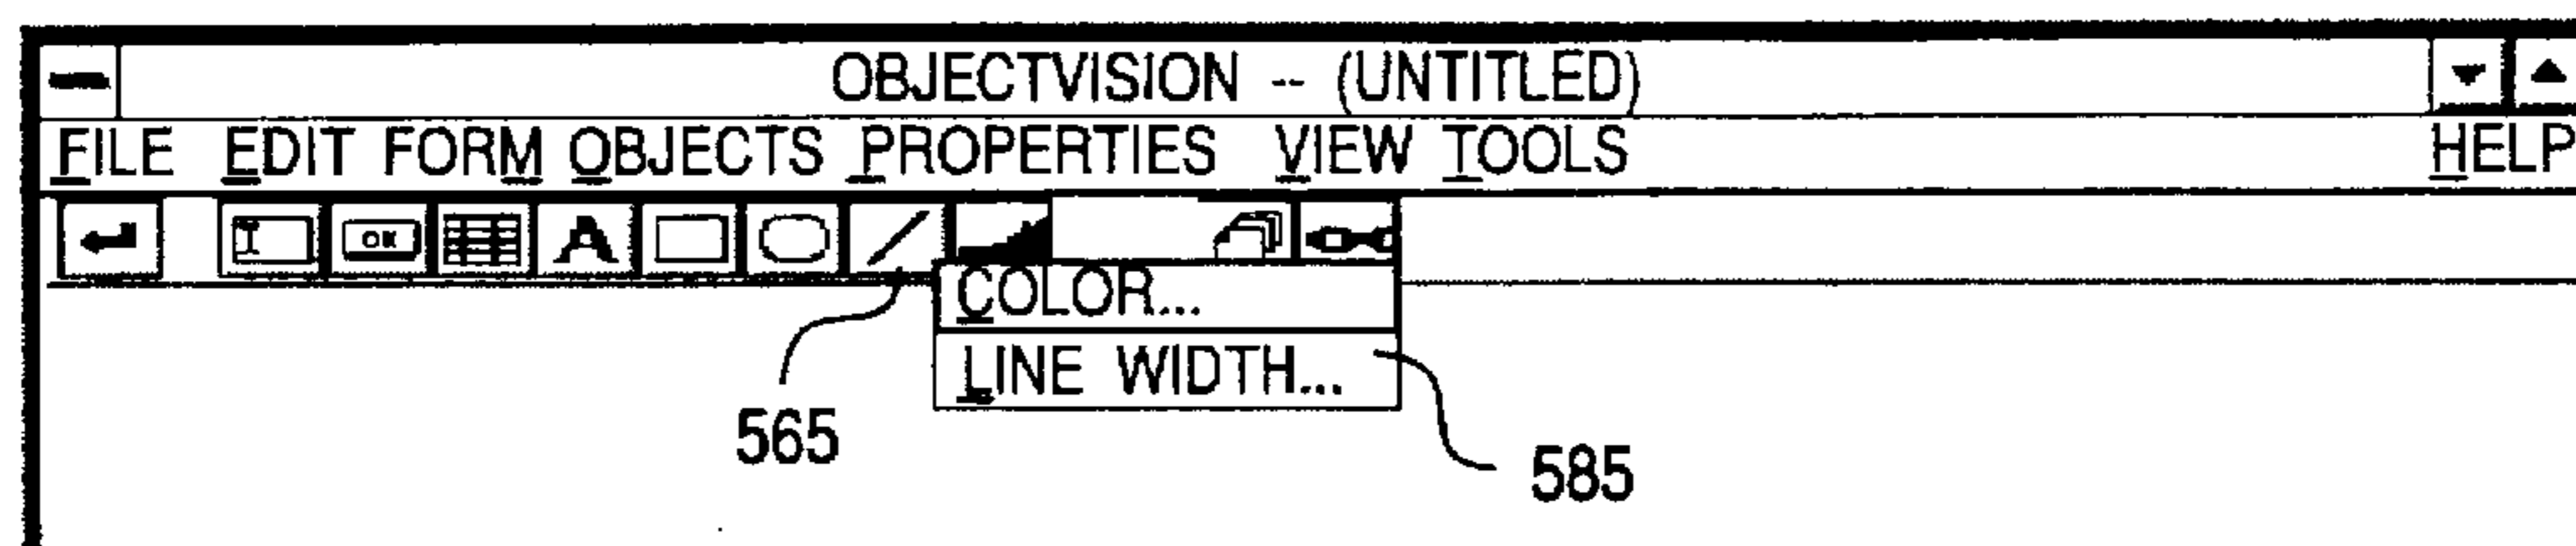 OBJECTVISION -- (UNTITLED)
FILE EDIT FORM OBJECTS PROPERTIES VIEW TOOLS HELP
OK A
COLOR...
LINE WIDTH...
565
585